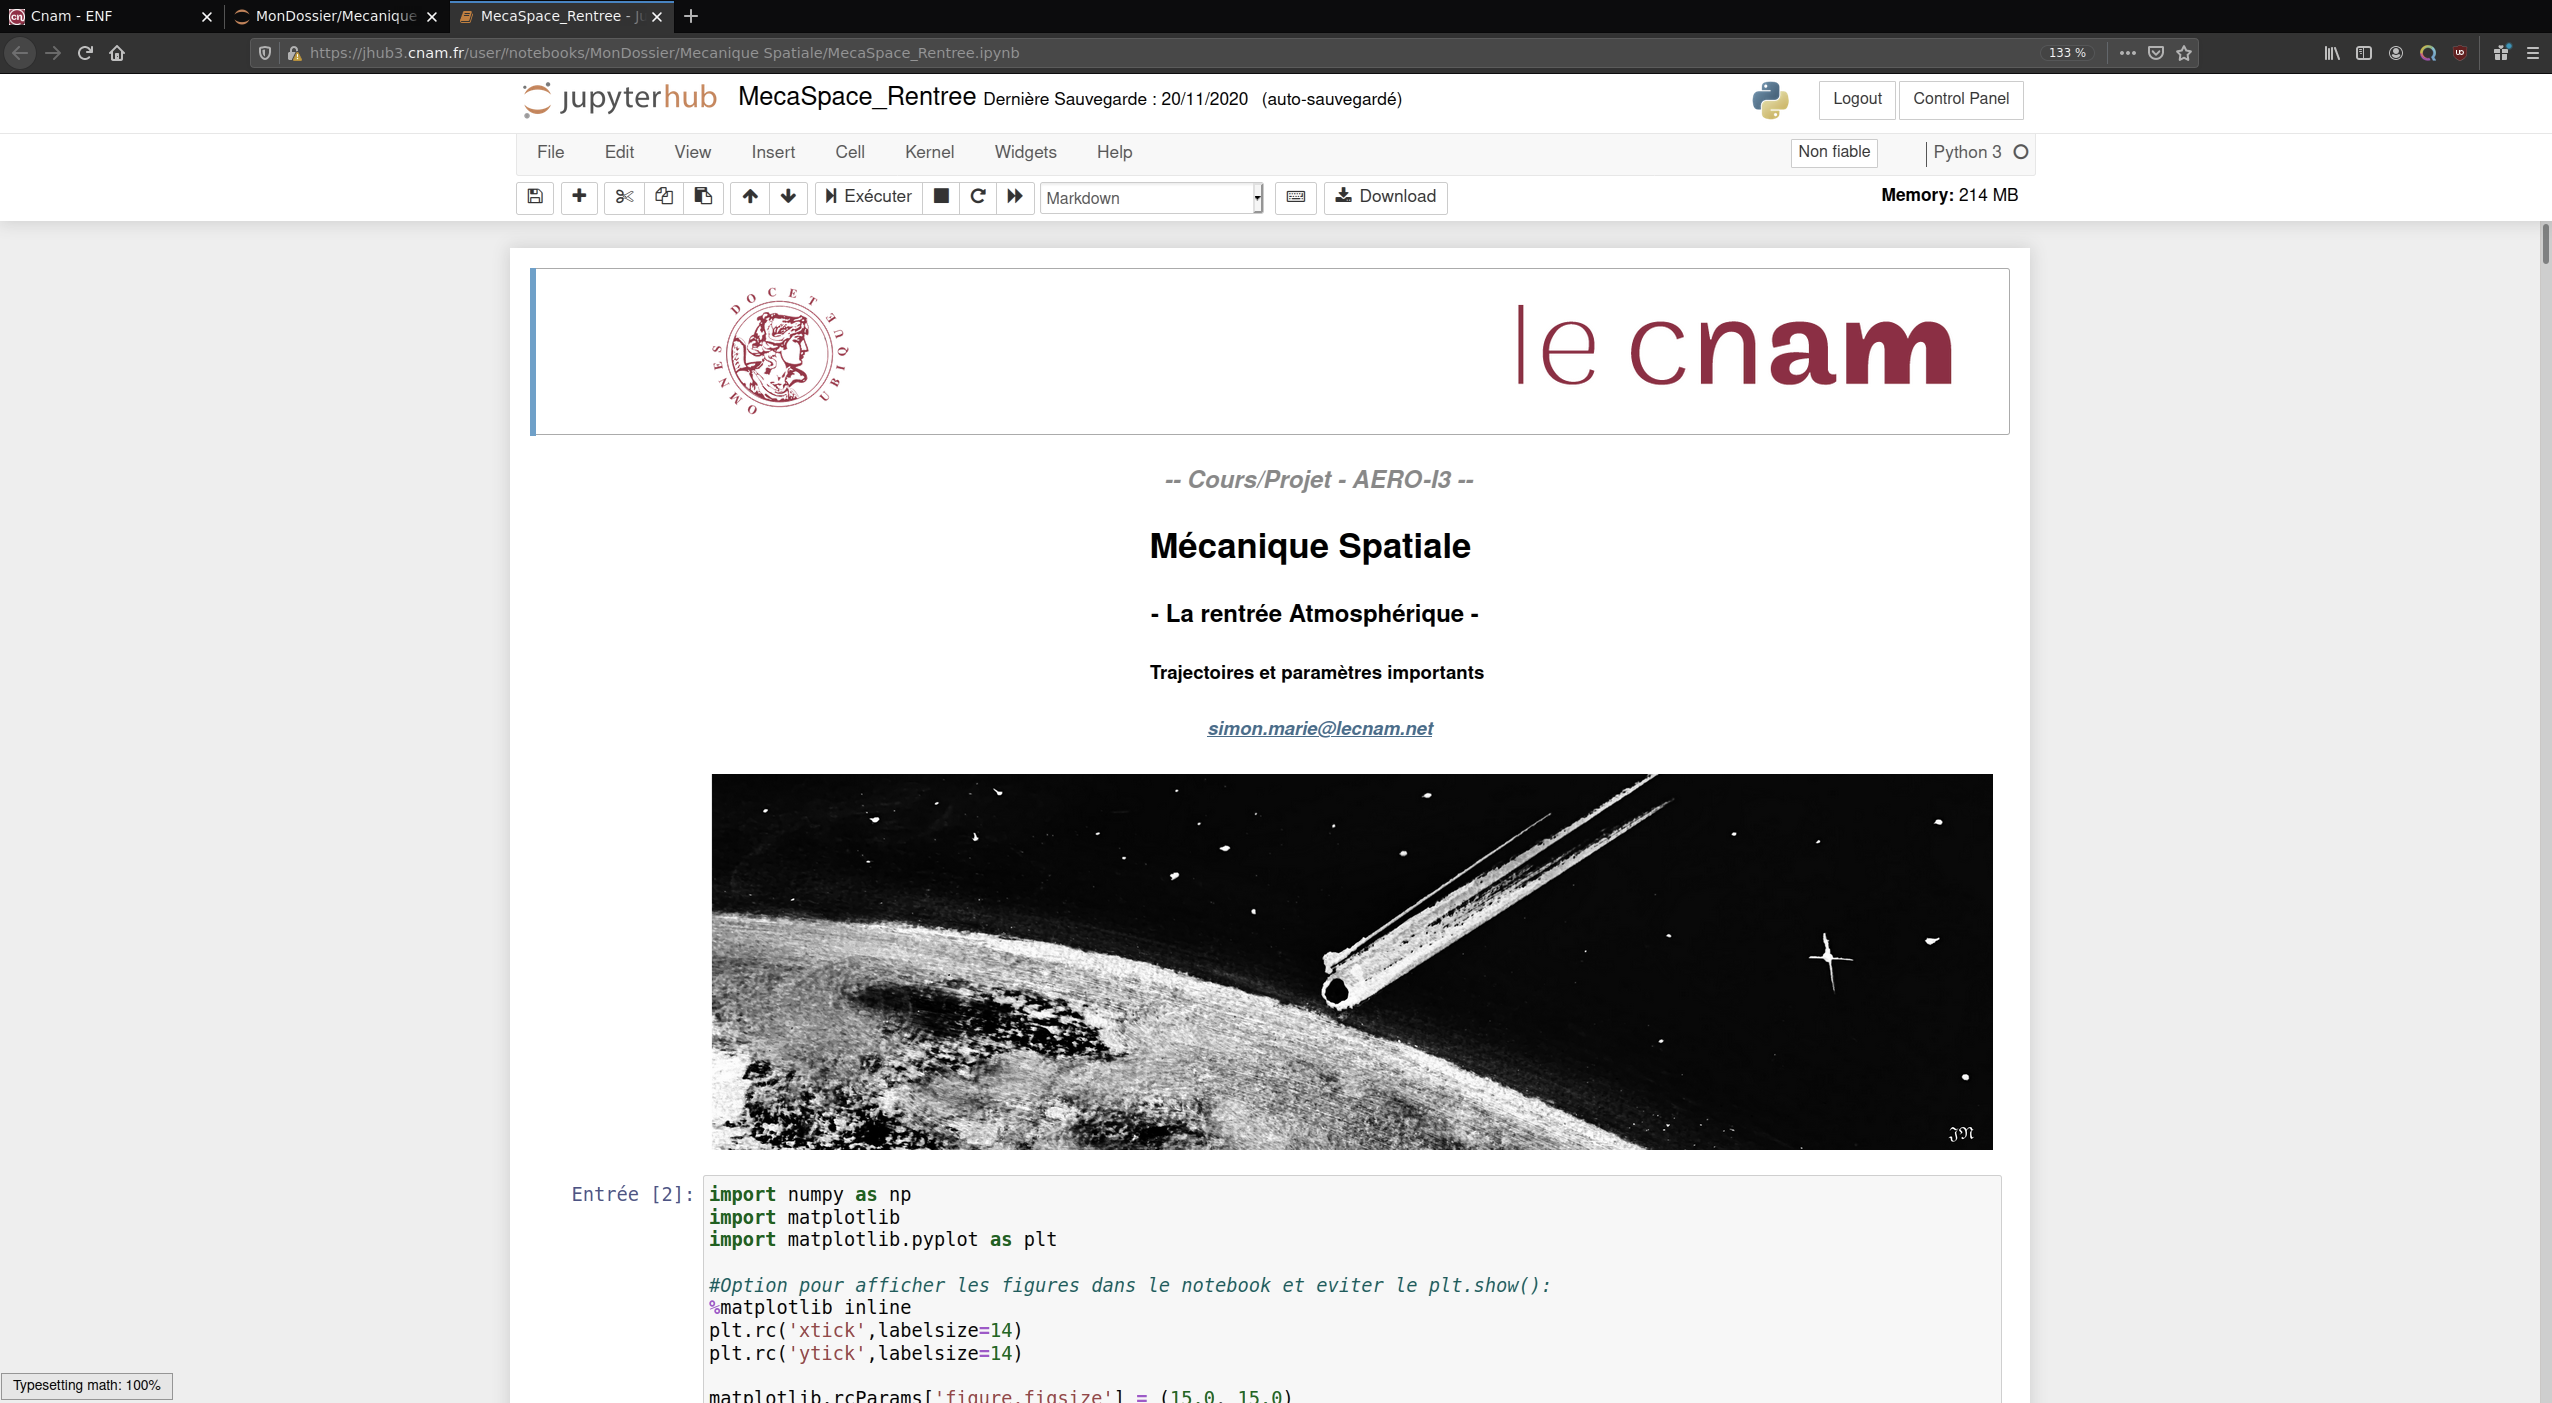 Cnam - ENF
MonDossier/Mecanique
MecaSpace_Rentree - Ju
https://jhub3.cnam.fr/user//notebooks/MonDossier/Mecanique Spatiale/MecaSpace_Rentree.ipynb
133 %
jupyterhub MecaSpace_Rentree Dernière Sauvegarde : 20/11/2020 (auto-sauvegardé)
Logout Control Panel
File Edit View Insert Cell Kernel Widgets Help
Non fiable Python 3
Exécuter Markdown Download
Memory: 214 MB
OMNES DOCET UBIQUE
le cnam
-- Cours/Projet - AERO-I3 --
Mécanique Spatiale
- La rentrée Atmosphérique -
Trajectoires et paramètres importants
simon.marie@lecnam.net
Entrée [2]:
import numpy as np
import matplotlib
import matplotlib.pyplot as plt
#Option pour afficher les figures dans le notebook et eviter le plt.show():
%matplotlib inline
plt.rc('xtick',labelsize=14)
plt.rc('ytick',labelsize=14)
matplotlib.rcParams['figure.figsize'] = (15.0, 15.0)
Typesetting math: 100%